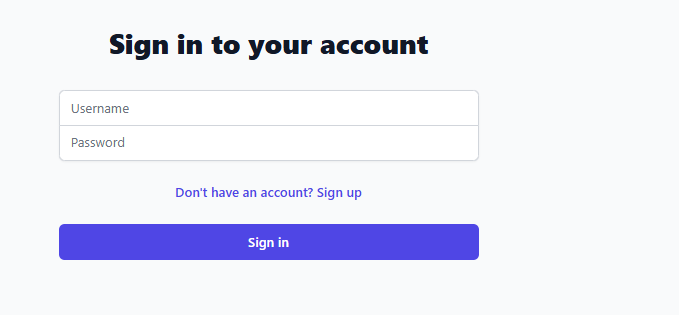 Sign in to your account
Username
Password
Don't have an account? Sign up
Sign in